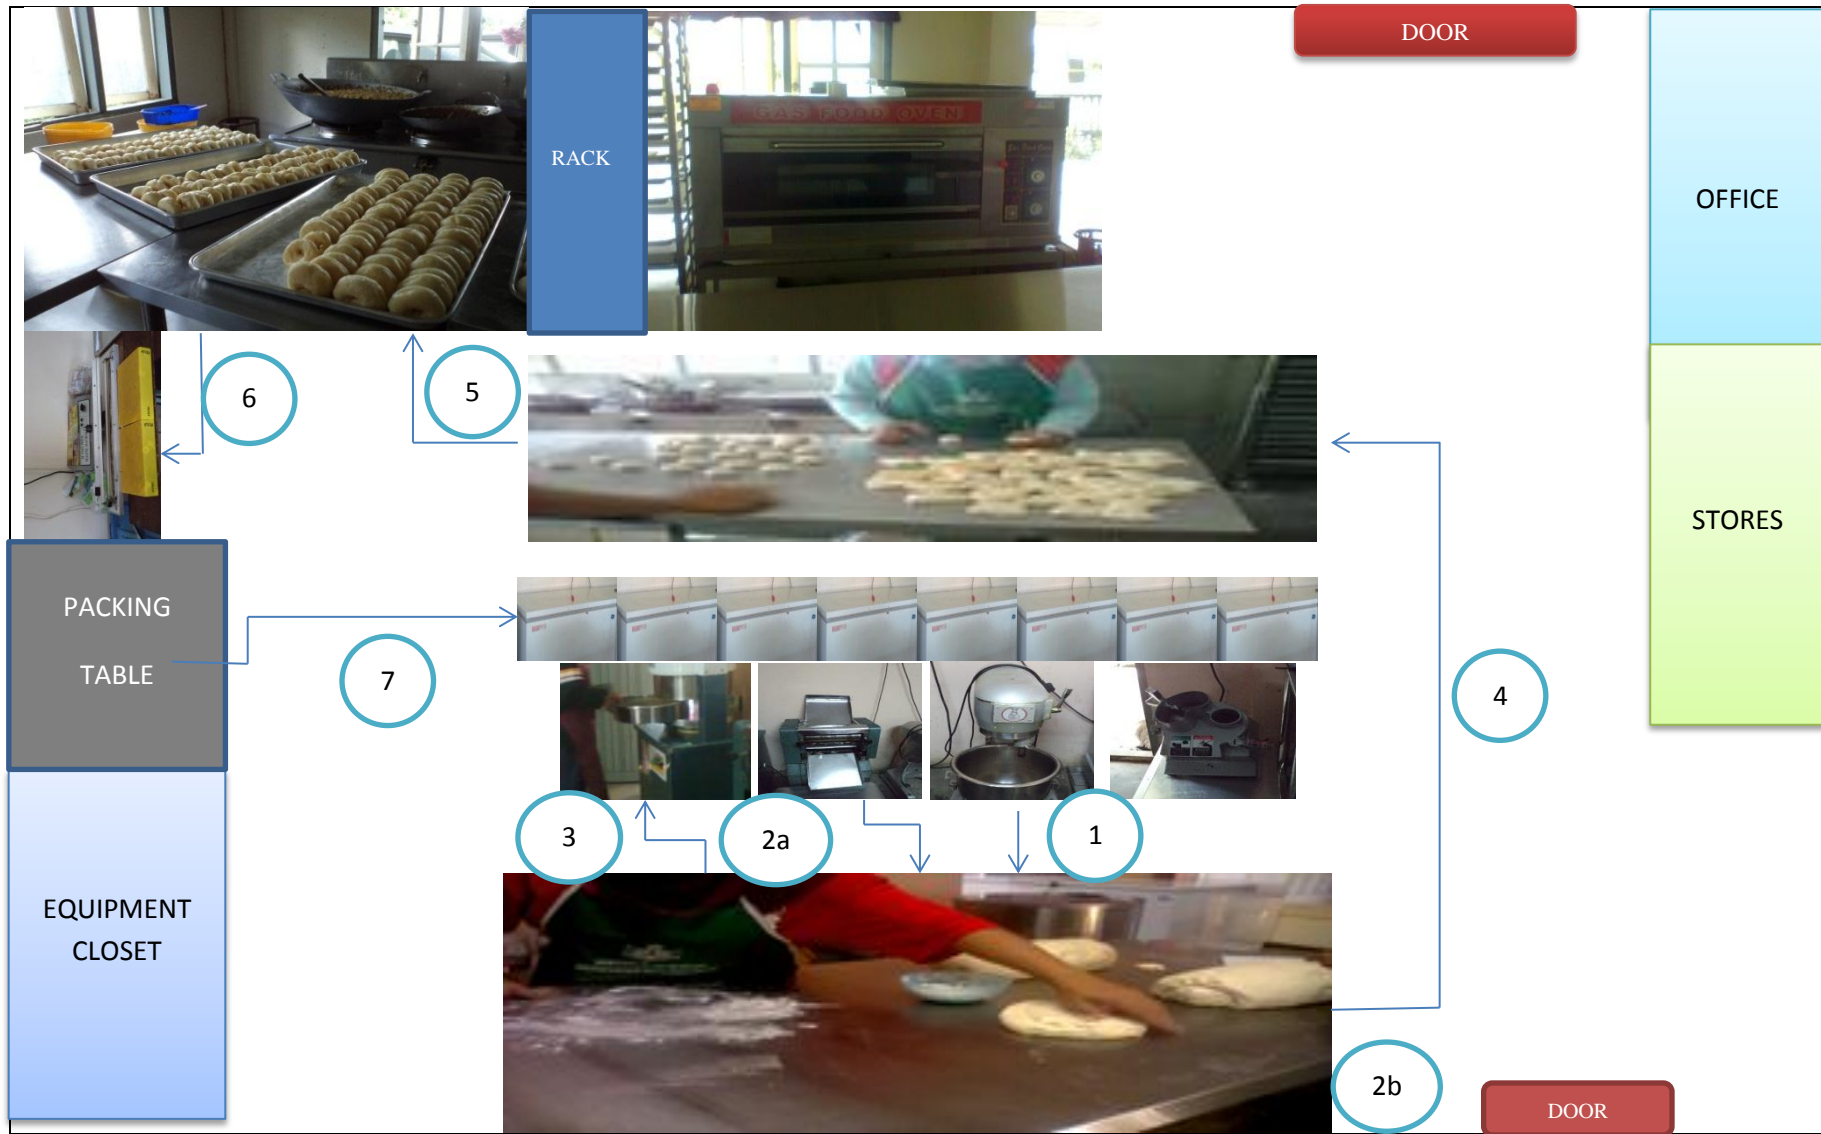 DOOR
GAS FOOD OVEN
RACK
OFFICE
6
5
STORES
PACKING
TABLE
7
4
3
2a
1
EQUIPMENT
CLOSET
2b
DOOR